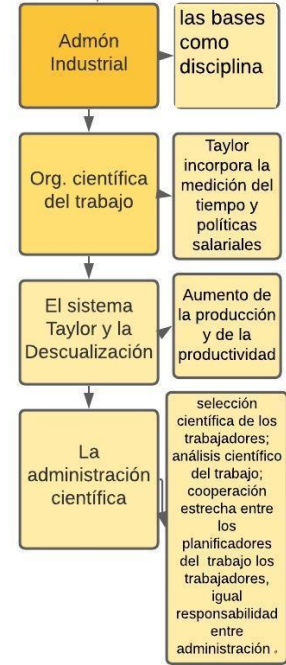 Admón
Industrial
las bases
como
disciplina
Org. científica
del trabajo
Taylor
incorpora la
medición del
tiempo y
políticas
salariales
El sistema
Taylor y la
Descualización
Aumento de
la producción
y de la
productividad
La
administración
científica
selección
científica de los
trabajadores;
análisis científico
del trabajo;
cooperación
estrecha entre
los
planificadores
del trabajo los
trabajadores,
igual
responsabilidad
entre
administración .